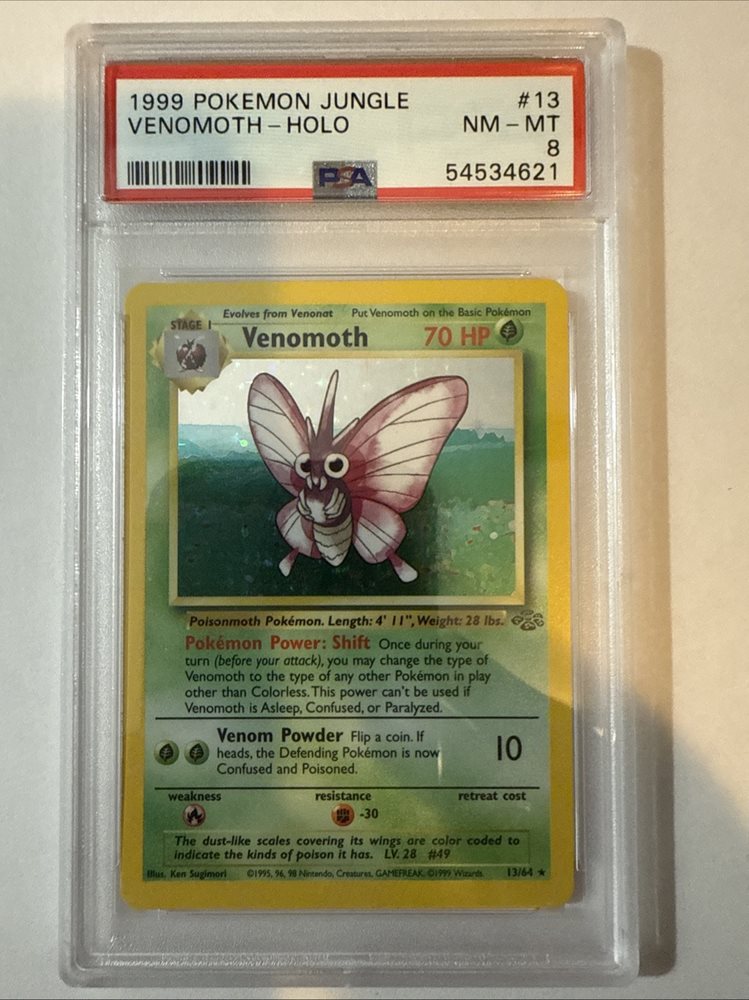 1999 POKEMON JUNGLE #13
VENOMOTH - HOLO NM - MT
8
PSA 54534621
Evolves from Venonat Put Venomoth on the Basic Pokémon
STAGE 1
Venomoth 70 HP
Poisonmoth Pokémon. Length: 4' 11", Weight: 28 lbs.
Pokémon Power: Shift Once during your
turn (before your attack), you may change the type of
Venomoth to the type of any other Pokémon in play
other than Colorless. This power can't be used if
Venomoth is Asleep, Confused, or Paralyzed.
Venom Powder Flip a coin. If
heads, the Defending Pokémon is now
Confused and Poisoned.
10
weakness resistance retreat cost
-30
The dust-like scales covering its wings are color coded to
indicate the kinds of poison it has. LV. 28 #49
Illus. Ken Sugimori ©1995, 96, 98 Nintendo, Creatures, GAMEFREAK. ©1999 Wizards. 13/64 ★